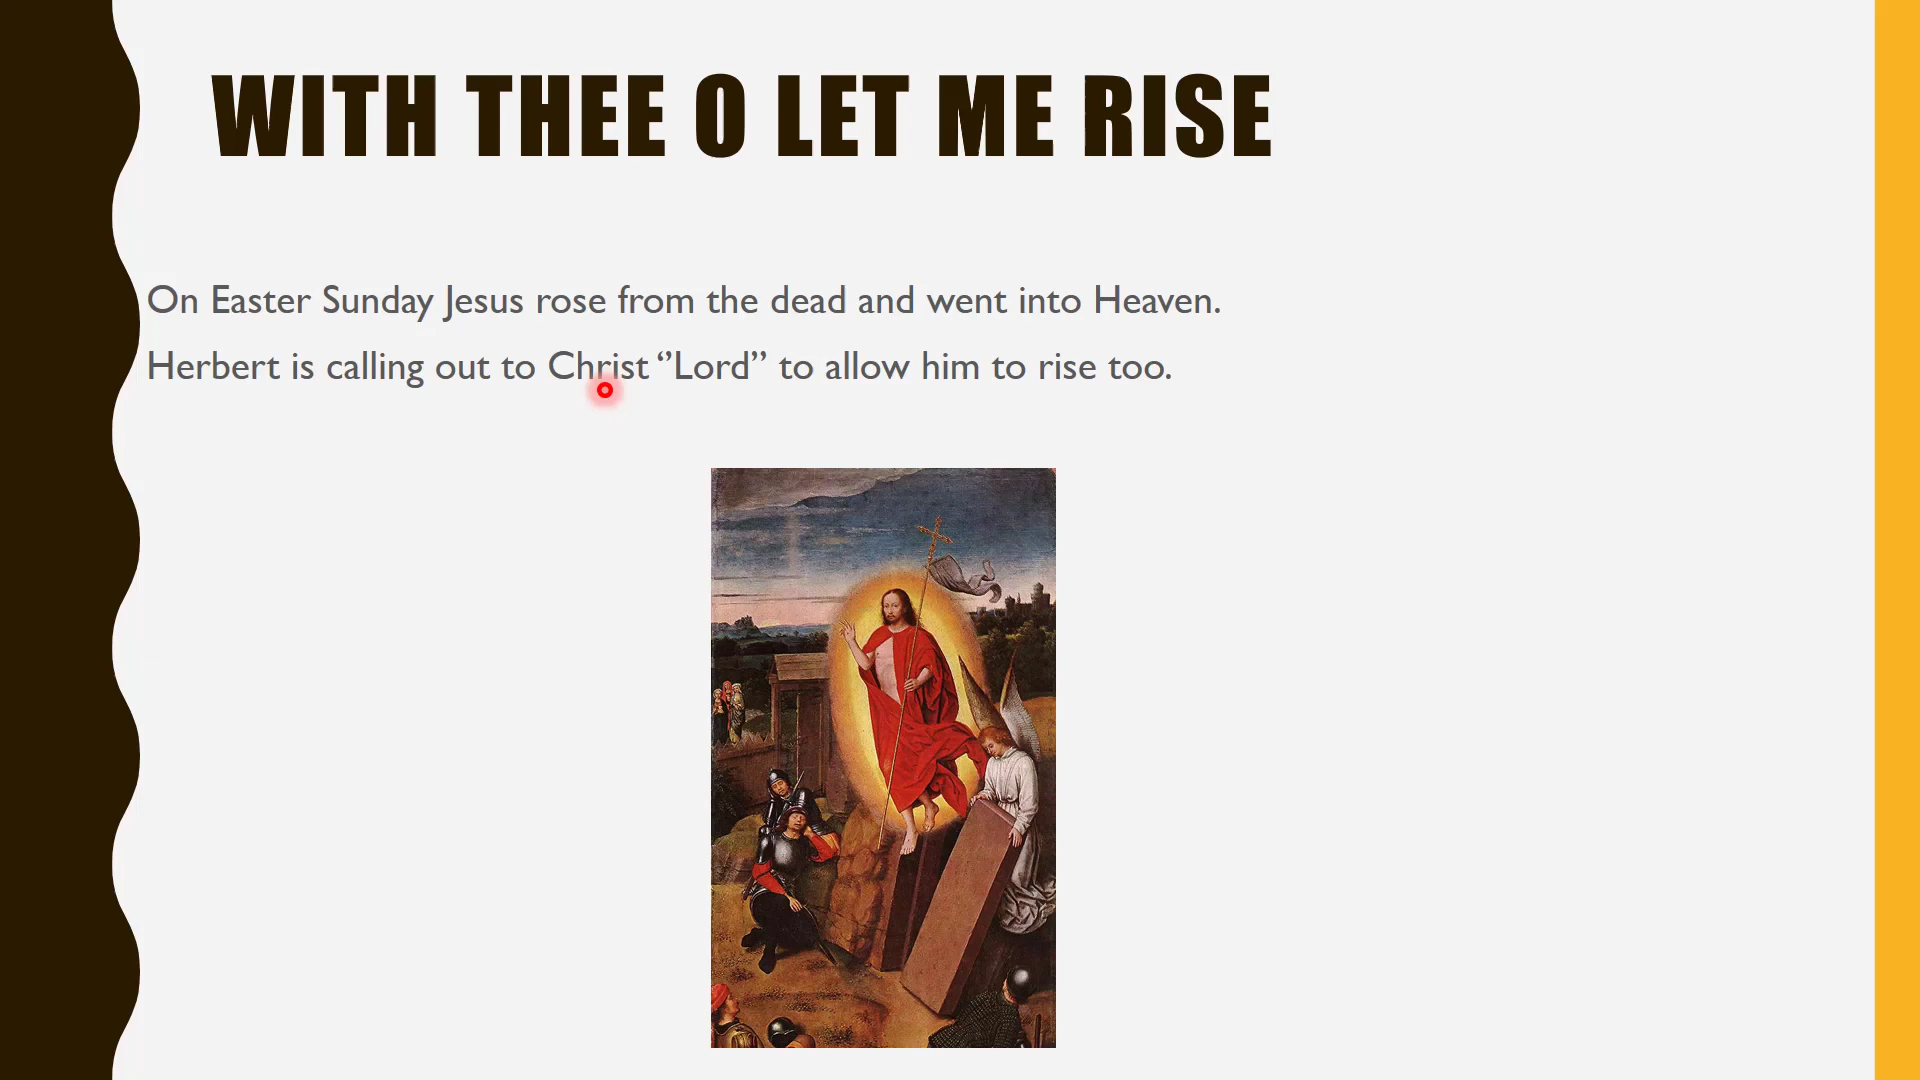 WITH THEE O LET ME RISE
On Easter Sunday Jesus rose from the dead and went into Heaven.
Herbert is calling out to Christ ‘’Lord’’ to allow him to rise too.